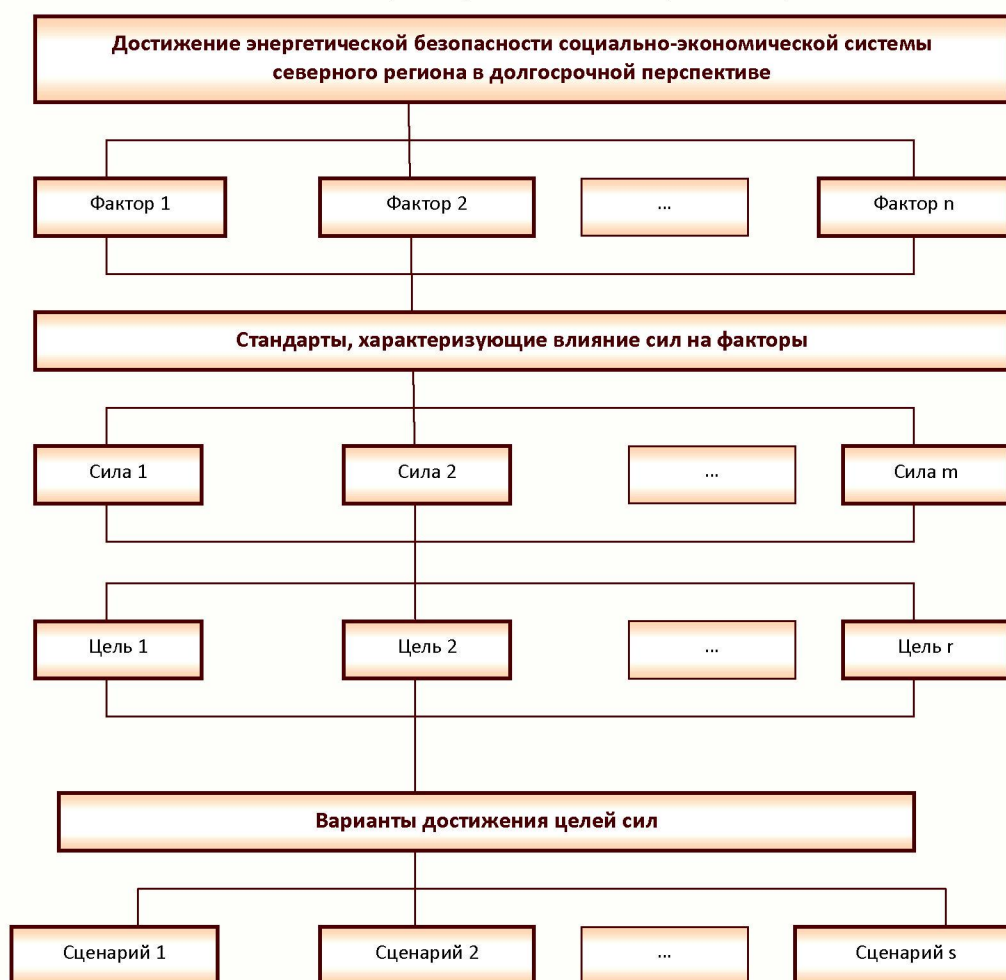 Достижение энергетической безопасности социально-экономической системы
северного региона в долгосрочной перспективе
Фактор 1
Фактор 2
...
Фактор n
Стандарты, характеризующие влияние сил на факторы
Сила 1
Сила 2
...
Сила m
Цель 1
Цель 2
...
Цель r
Варианты достижения целей сил
Сценарий 1
Сценарий 2
...
Сценарий s